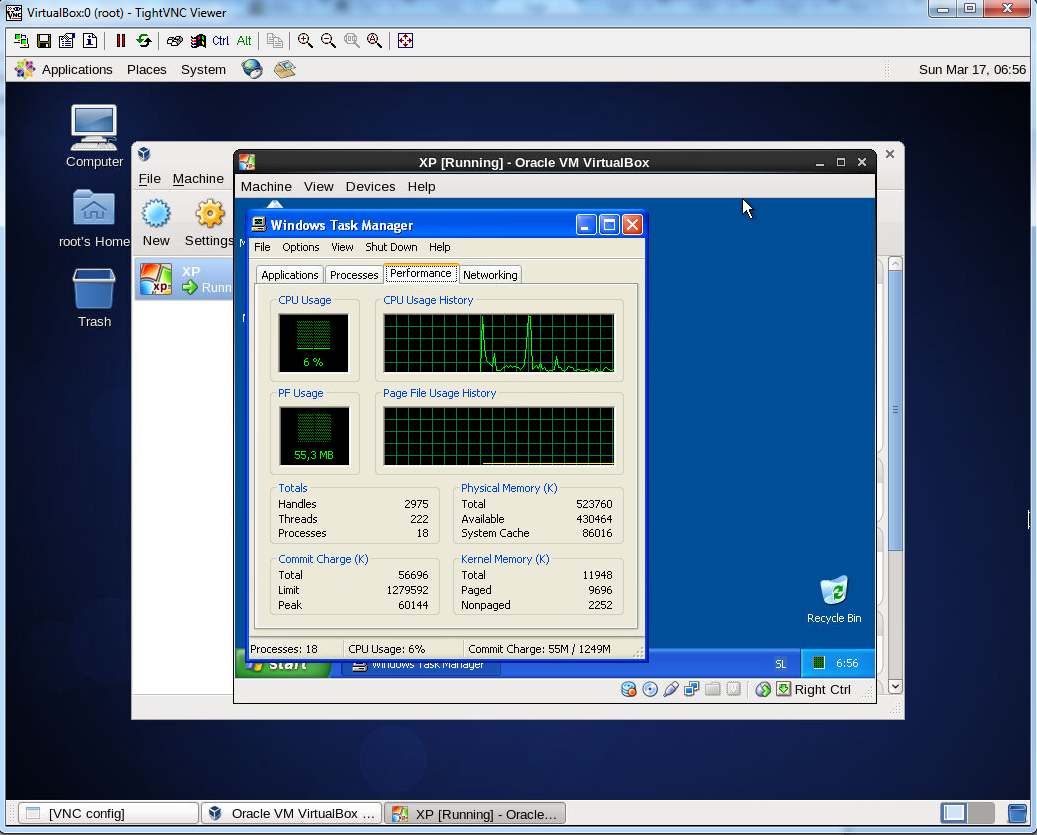 VirtualBox:0 (root) - TightVNC Viewer
Ctrl Alt
Applications Places System Sun Mar 17, 06:56
Computer
root's Home
Trash
File Machine
New Settings
XP
Runn
XP [Running] - Oracle VM VirtualBox
Machine View Devices Help
Windows Task Manager
File Options View Shut Down Help
Applications Processes Performance Networking
CPU Usage CPU Usage History
6 %
PF Usage Page File Usage History
55,3 MB
Totals
Handles 2975
Threads 222
Processes 18
Physical Memory (K)
Total 523760
Available 430464
System Cache 86016
Commit Charge (K)
Total 56696
Limit 1279592
Peak 60144
Kernel Memory (K)
Total 11948
Paged 9696
Nonpaged 2252
Processes: 18 CPU Usage: 6% Commit Charge: 55M / 1249M
Recycle Bin
start Windows Task Manager SL 6:56
Right Ctrl
[VNC config] Oracle VM VirtualBox ... XP [Running] - Oracle...